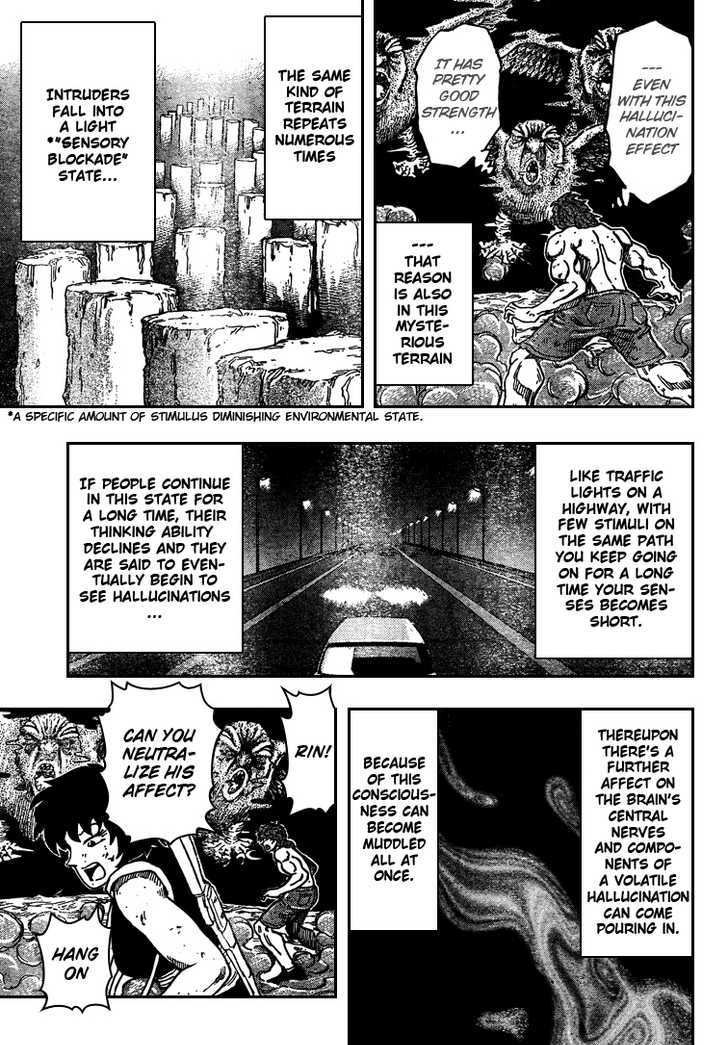 ---
EVEN
WITH THIS
HALLUCI-
NATION
EFFECT
IT HAS
PRETTY
GOOD
STRENGTH
...
---
THAT
REASON
IS ALSO
IN THIS
MYSTE-
RIOUS
TERRAIN
THE SAME
KIND OF
TERRAIN
REPEATS
NUMEROUS
TIMES
INTRUDERS
FALL INTO
A LIGHT
*"SENSORY
BLOCKADE"
STATE...
*A SPECIFIC AMOUNT OF STIMULUS DIMINISHING ENVIRONMENTAL STATE.
LIKE TRAFFIC
LIGHTS ON A
HIGHWAY, WITH
FEW STIMULI ON
THE SAME PATH
YOU KEEP GOING
ON FOR A LONG
TIME YOUR SEN-
SES BECOMES
SHORT.
IF PEOPLE CONTINUE
IN THIS STATE FOR
A LONG TIME, THEIR
THINKING ABILITY
DECLINES AND THEY
ARE SAID TO EVEN-
TUALLY BEGIN TO
SEE HALLUCINATIONS
...
THEREUPON
THERE'S A
FURTHER
AFFECT ON
THE BRAIN'S
CENTRAL
NERVES
AND COMPO-
NENTS OF
A VOLATILE
HALLUCINATION
CAN COME
POURING IN.
BECAUSE
OF THIS
CONSCIOUS-
NESS CAN
BECOME
MUDDLED
ALL AT
ONCE.
RIN!
CAN YOU
NEUTRA-
LIZE HIS
AFFECT?
HANG
ON